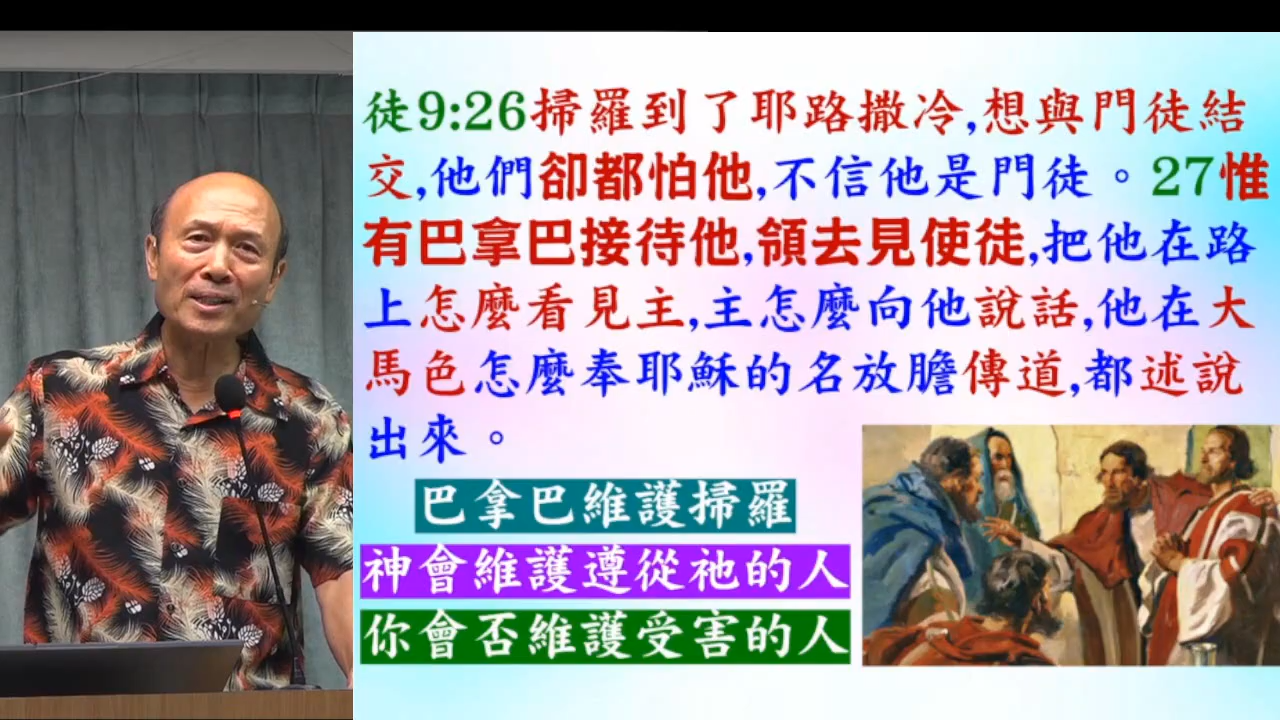 徒9:26掃羅到了耶路撒冷,想與門徒結
交,他們卻都怕他,不信他是門徒。27惟
有巴拿巴接待他,領去見使徒,把他在路
上怎麼看見主,主怎麼向他說話,他在大
馬色怎麼奉耶穌的名放膽傳道,都述說
出來。
巴拿巴維護掃羅
神會維護遵從祂的人
你會否維護受害的人